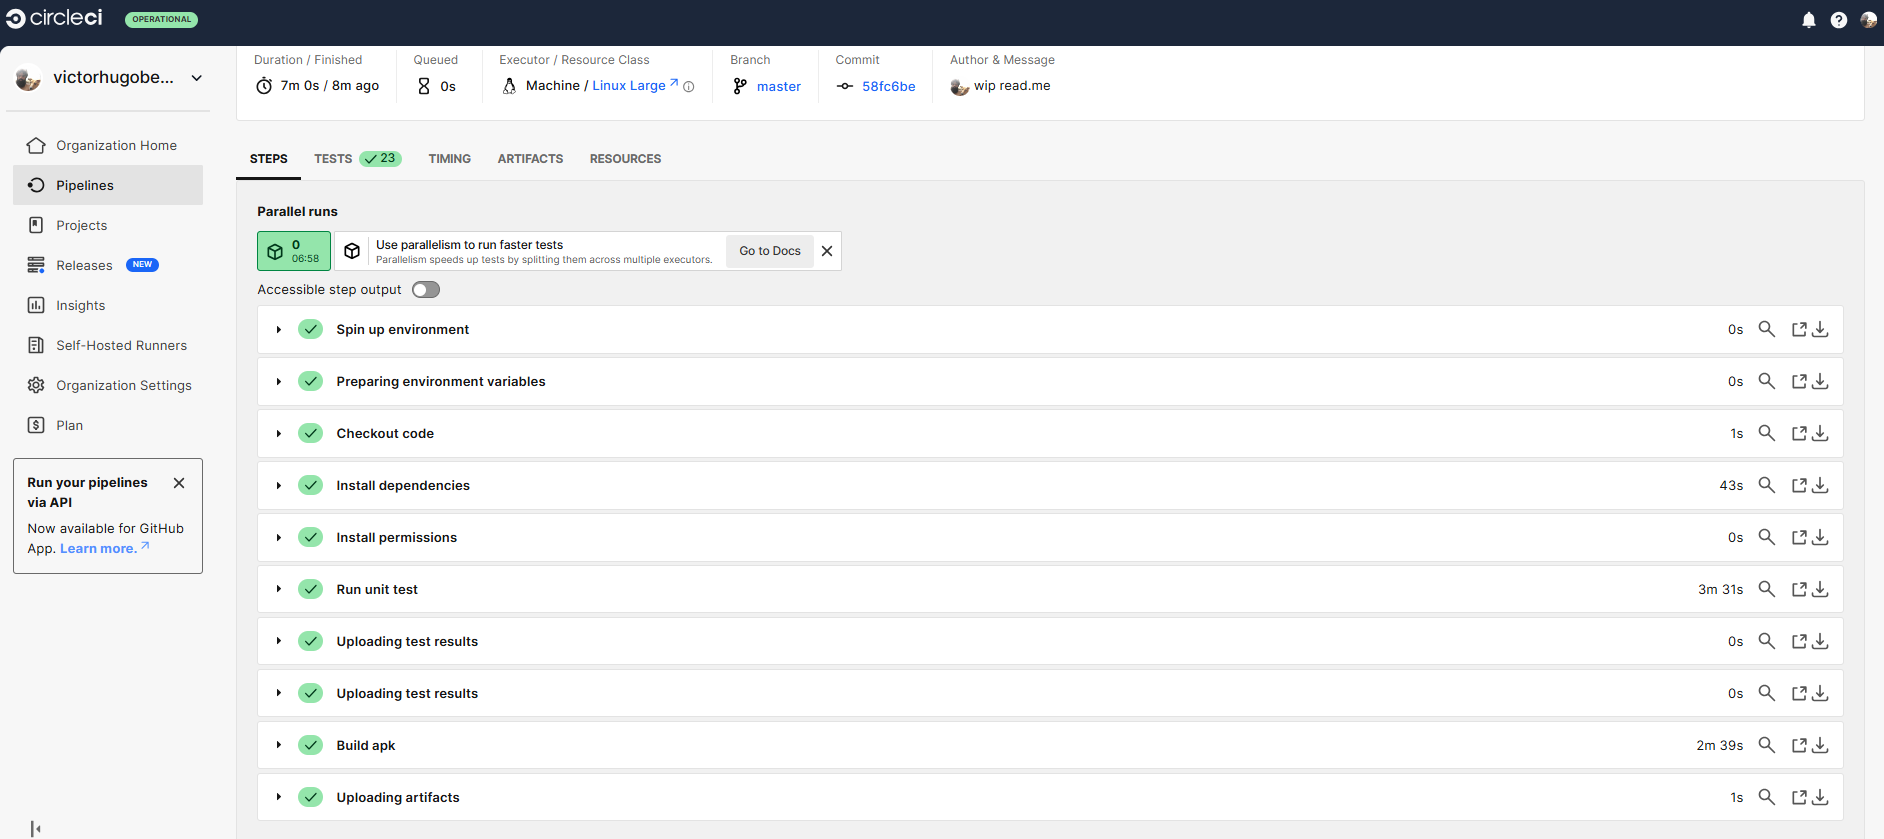 circleci
OPERATIONAL
victorhugobe...
Organization Home
Pipelines
Projects
Releases NEW
Insights
Self-Hosted Runners
Organization Settings
Plan
Run your pipelines
via API
Now available for GitHub
App. Learn more.
Duration / Finished
7m 0s / 8m ago
Queued
0s
Executor / Resource Class
Machine / Linux Large
Branch
master
Commit
58fc6be
Author & Message
wip read.me
STEPS
TESTS 23
TIMING
ARTIFACTS
RESOURCES
Parallel runs
0
06:58
Use parallelism to run faster tests
Parallelism speeds up tests by splitting them across multiple executors.
Go to Docs
Accessible step output
Spin up environment 0s
Preparing environment variables 0s
Checkout code 1s
Install dependencies 43s
Install permissions 0s
Run unit test 3m 31s
Uploading test results 0s
Uploading test results 0s
Build apk 2m 39s
Uploading artifacts 1s